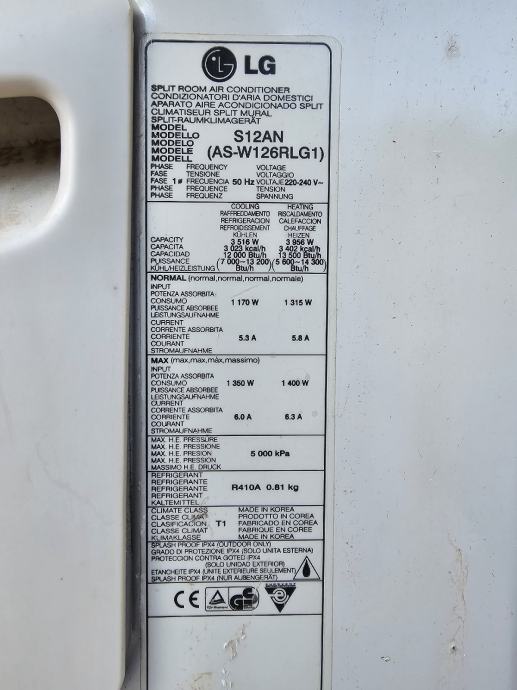 LG
SPLIT ROOM AIR CONDITIONER
CONDIZIONATORI D'ARIA DOMESTICI
APARATO AIRE ACONDICIONADO SPLIT
CLIMATISEUR SPLIT MURAL
SPLIT-RAUMKLIMAGERÄT
MODEL
MODELLO S12AN
MODELO
MODELE (AS-W126RLG1)
MODELL
PHASE FREQUENCY VOLTAGE
FASE TENSIONE VOLTAGGIO
FASE 1ø FRECUENCIA 50 Hz VOLTAJE 220-240 V~
PHASE FREQUENCE TENSION
PHASE FREQUENZ SPANNUNG
COOLING HEATING
RAFFREDDAMENTO RISCALDAMENTO
REFRIGERACION CALEFACCION
REFROIDISSEMENT CHAUFFAGE
KÜHLEN HEIZEN
CAPACITY 3 516 W 3 956 W
CAPACITA 3 023 kcal/h 3 402 kcal/h
CAPACIDAD 12 000 Btu/h 13 500 Btu/h
PUISSANCE (7 000~13 200) (5 600~14 300)
KÜHL/HEIZLEISTUNG Btu/h Btu/h
NORMAL (normal,normal,normal,normale)
INPUT
POTENZA ASSORBITA
CONSUMO 1 170 W 1 315 W
PUISSANCE ABSORBEE
LEISTUNGSAUFNAHME
CURRENT
CORRENTE ASSORBITA
CORRIENTE 5.3 A 5.8 A
COURANT
STROMAUFNAHME
MAX (max,max,máx,massimo)
INPUT
POTENZA ASSORBITA
CONSUMO 1 350 W 1 400 W
PUISSANCE ABSORBEE
LEISTUNGSAUFNAHME
CURRENT
CORRENTE ASSORBITA
CORRIENTE 6.0 A 6.3 A
COURANT
STROMAUFNAHME
MAX. H.E. PRESSURE
MAX. H.E. PRESSIONE
MAX. H.E. PRESION 5 000 kPa
MAX. H.E. PRESSION
MASSIMO H.E. DRUCK
REFRIGERANT
REFRIGERANTE
REFRIGERANTE R410A 0.81 kg
REFRIGERANT
KALTEMITTEL
CLIMATE CLASS MADE IN KOREA
CLASSE CLIMAT PRODOTTO IN COREA
CLASIFICACION T1 FABRICADO EN COREA
CLASSE CLIMAT FABRIQUE EN COREE
KLIMAKLASSE MADE IN KOREA
SPLASH PROOF IPX4 (OUTDOOR ONLY)
GRADO DI PROTEZIONE IPX4 (SOLO UNITA ESTERNA)
PROTECCION CONTRA GOTEO IPX4
(SOLO UNIDAD EXTERIOR)
ETANCHEITE IPX4 (UNITE EXTERIEURE SEULEMENT)
SPLASH PROOF IPX4 (NUR AUßENGERÄT)
CE GS